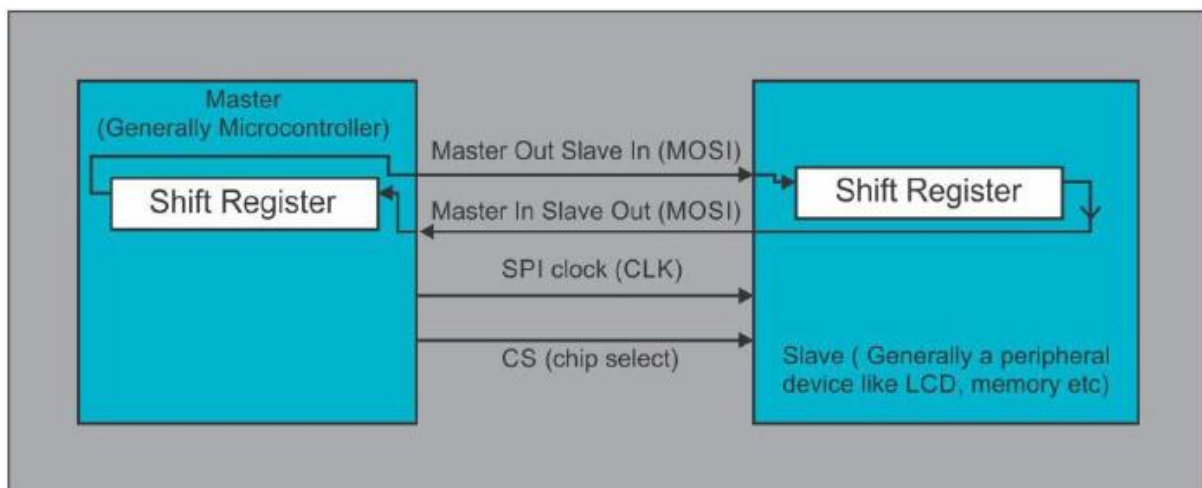 Master
(Generally Microcontroller)
Shift Register
Master Out Slave In (MOSI)
Master In Slave Out (MOSI)
SPI clock (CLK)
CS (chip select)
Shift Register
Slave ( Generally a peripheral
device like LCD, memory etc)